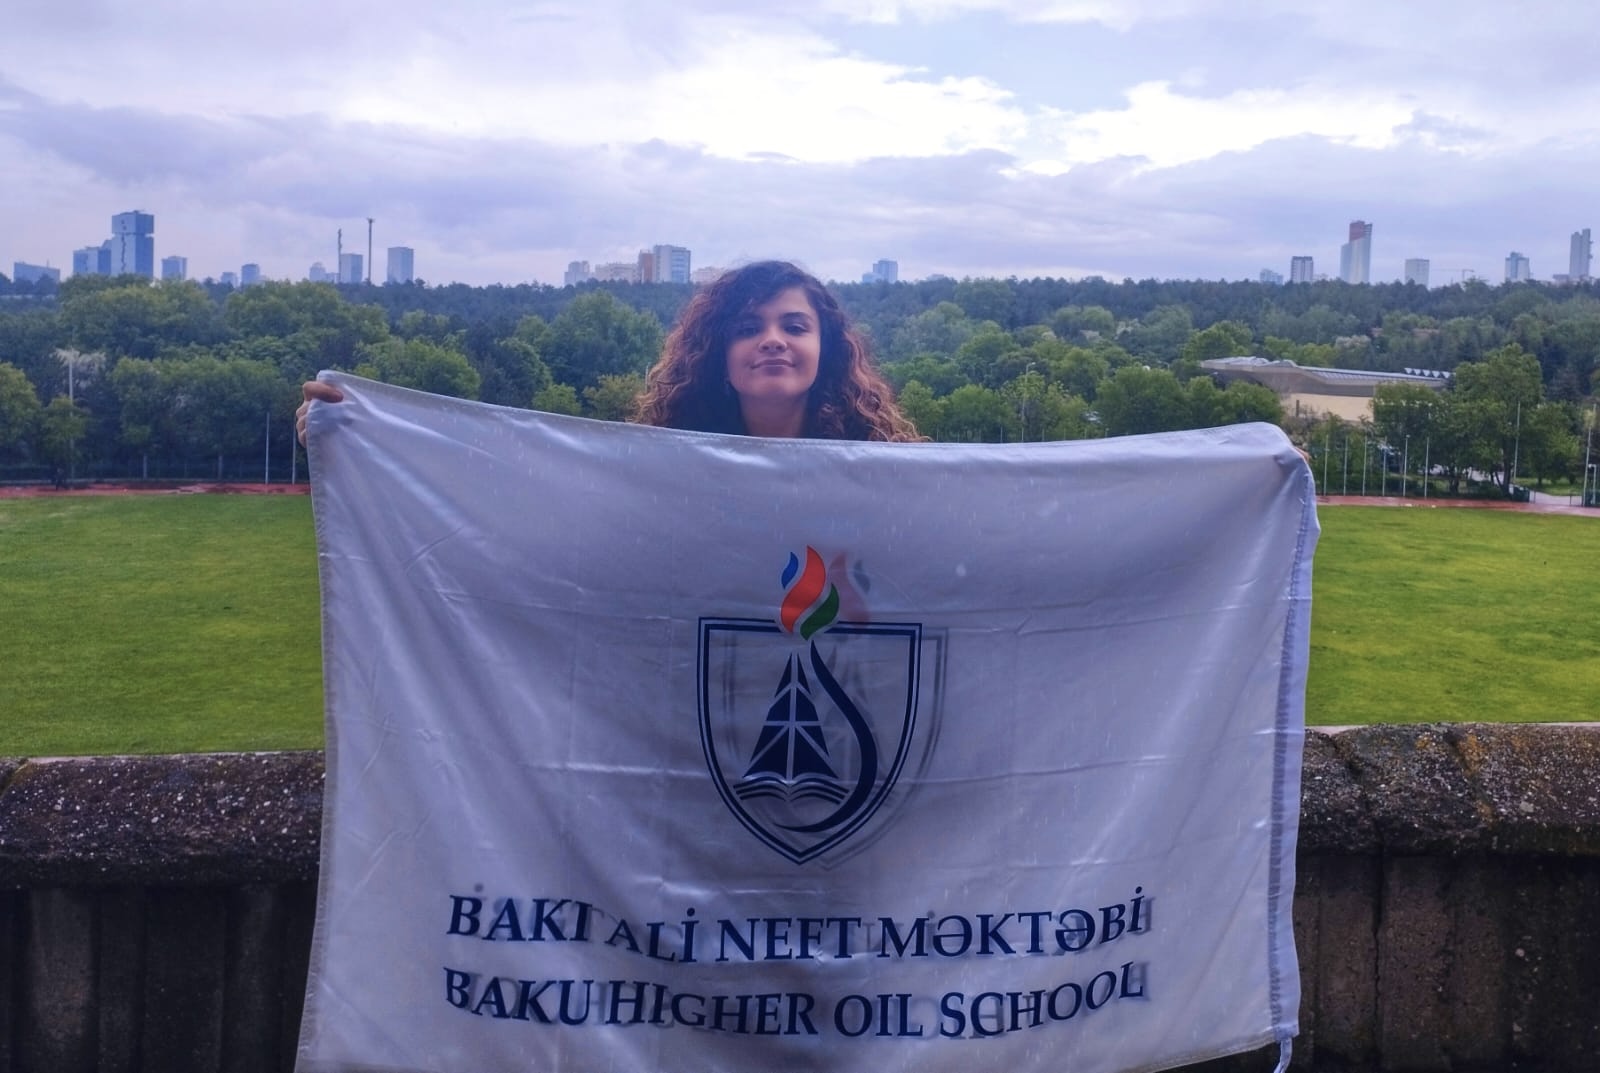 BAKI ALİ NEFT MƏKTƏBİ
BAKU HIGHER OIL SCHOOL